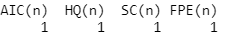 AIC(n) HQ(n) SC(n) FPE(n)
1 1 1 1